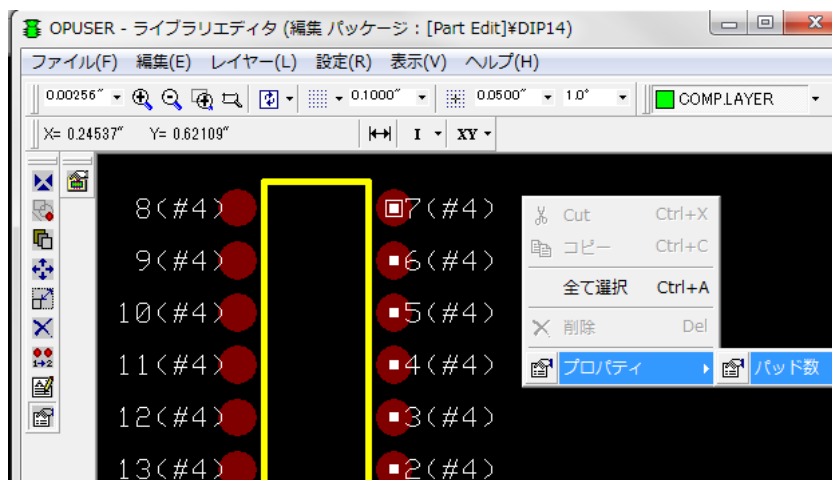 OPUSER - ライブラリエディタ (編集 パッケージ : [Part Edit]¥DIP14)
ファイル(F) 編集(E) レイヤー(L) 設定(R) 表示(V) ヘルプ(H)
0.00256" 0.1000" 0.0500" 1.0° COMP.LAYER
X= 0.24537" Y= 0.62109" I XY
8(#4) 7(#4)
9(#4) 6(#4)
10(#4) 5(#4)
11(#4) 4(#4)
12(#4) 3(#4)
13(#4) 2(#4)
Cut Ctrl+X
コピー Ctrl+C
全て選択 Ctrl+A
削除 Del
プロパティ パッド数